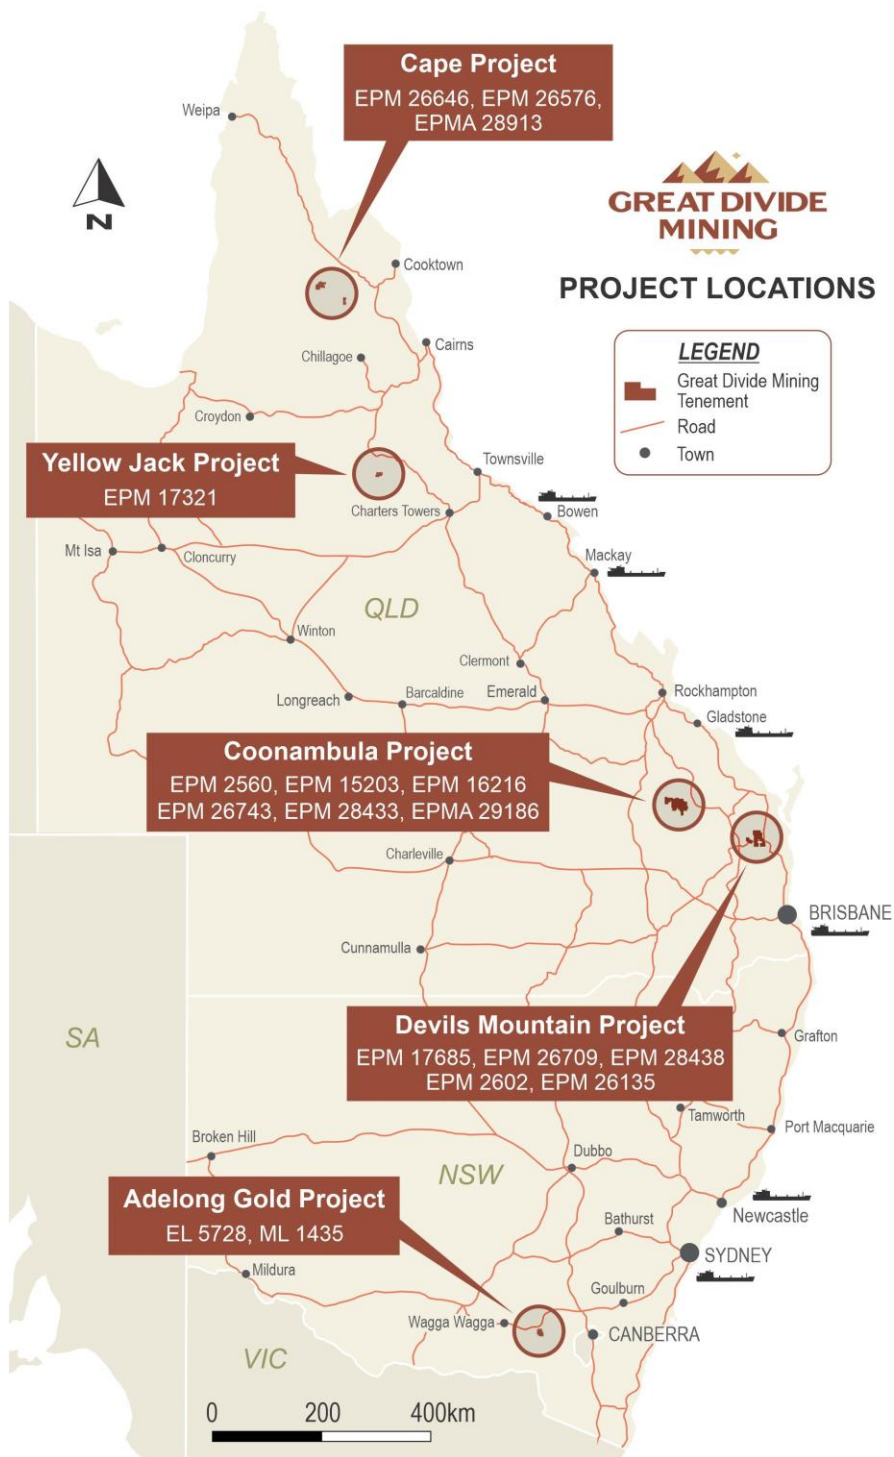 Cape Project
EPM 26646, EPM 26576,
EPMA 28913
Weipa
N
GREAT DIVIDE
MINING
PROJECT LOCATIONS
Cooktown
LEGEND
Great Divide Mining
Tenement
Road
Town
Cairns
Chillagoe
Croydon
Yellow Jack Project
EPM 17321
Townsville
Charters Towers
Bowen
Mt Isa
Cloncurry
Mackay
QLD
Winton
Clermont
Longreach
Barcaldine
Emerald
Rockhampton
Gladstone
Coonambula Project
EPM 2560, EPM 15203, EPM 16216
EPM 26743, EPM 28433, EPMA 29186
Charleville
BRISBANE
Cunnamulla
Devils Mountain Project
EPM 17685, EPM 26709, EPM 28438
EPM 2602, EPM 26135
SA
Grafton
Tamworth
Port Macquarie
Broken Hill
Dubbo
NSW
Adelong Gold Project
EL 5728, ML 1435
Newcastle
Bathurst
SYDNEY
Mildura
Goulburn
Wagga Wagga
CANBERRA
VIC
0 200 400km